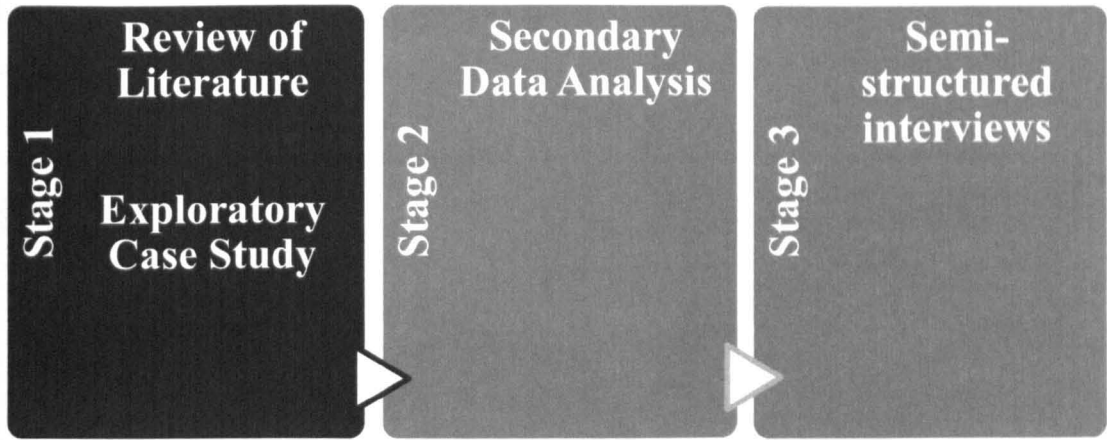 Stage 1
Review of
Literature
Exploratory
Case Study
Stage 2
Secondary
Data Analysis
Stage 3
Semi-
structured
interviews